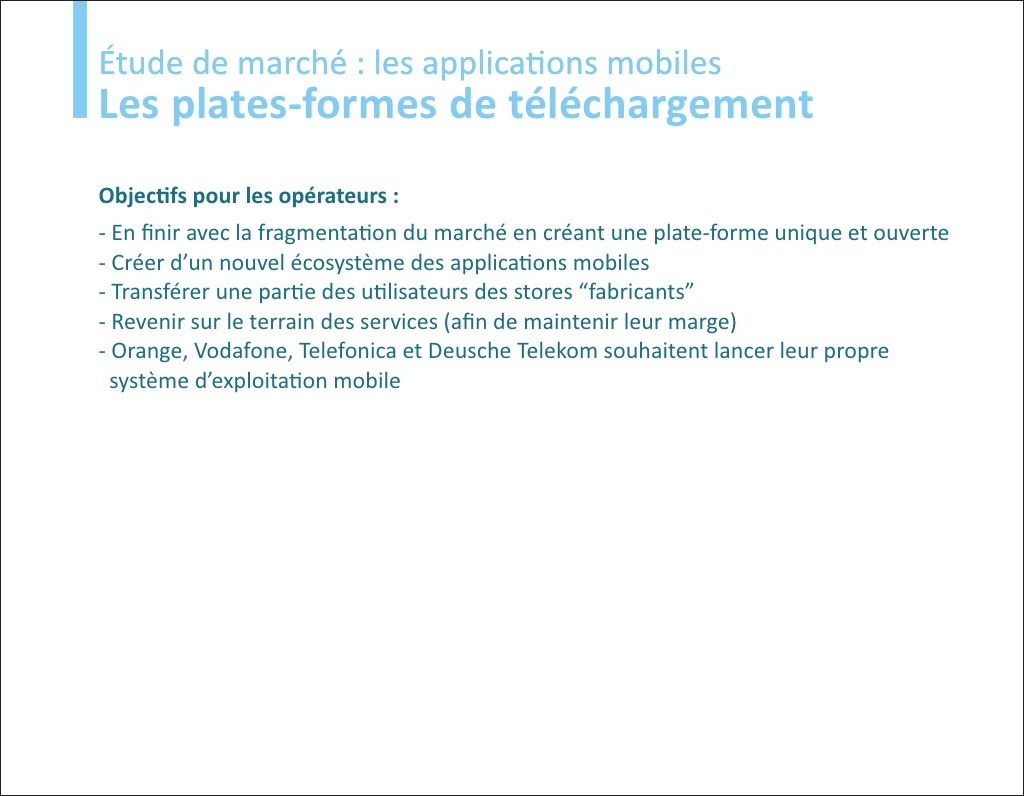 Étude de marché : les applications mobiles
Les plates-formes de téléchargement
Objectifs pour les opérateurs :
- En finir avec la fragmentation du marché en créant une plate-forme unique et ouverte
- Créer d’un nouvel écosystème des applications mobiles
- Transférer une partie des utilisateurs des stores “fabricants”
- Revenir sur le terrain des services (afin de maintenir leur marge)
- Orange, Vodafone, Telefonica et Deusche Telekom souhaitent lancer leur propre
système d’exploitation mobile